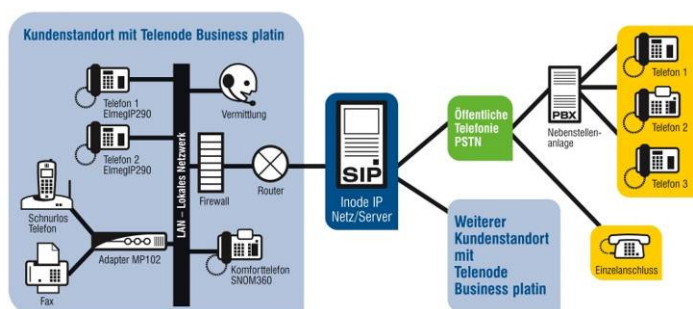 Kundenstandort mit Telenode Business platin
Telefon 1
ElmegIP290
Vermittlung
Telefon 2
ElmegIP290
LAN – Lokales Netzwerk
Firewall
Router
Schnurlos
Telefon
Adapter MP102
Fax
Komforttelefon
SNOM360
SIP
Inode IP
Netz/Server
Öffentliche
Telefonie
PSTN
Weiterer
Kundenstandort
mit
Telenode
Business platin
PBX
Nebenstellen-
anlage
Telefon 1
Telefon 2
Telefon 3
Einzelanschluss